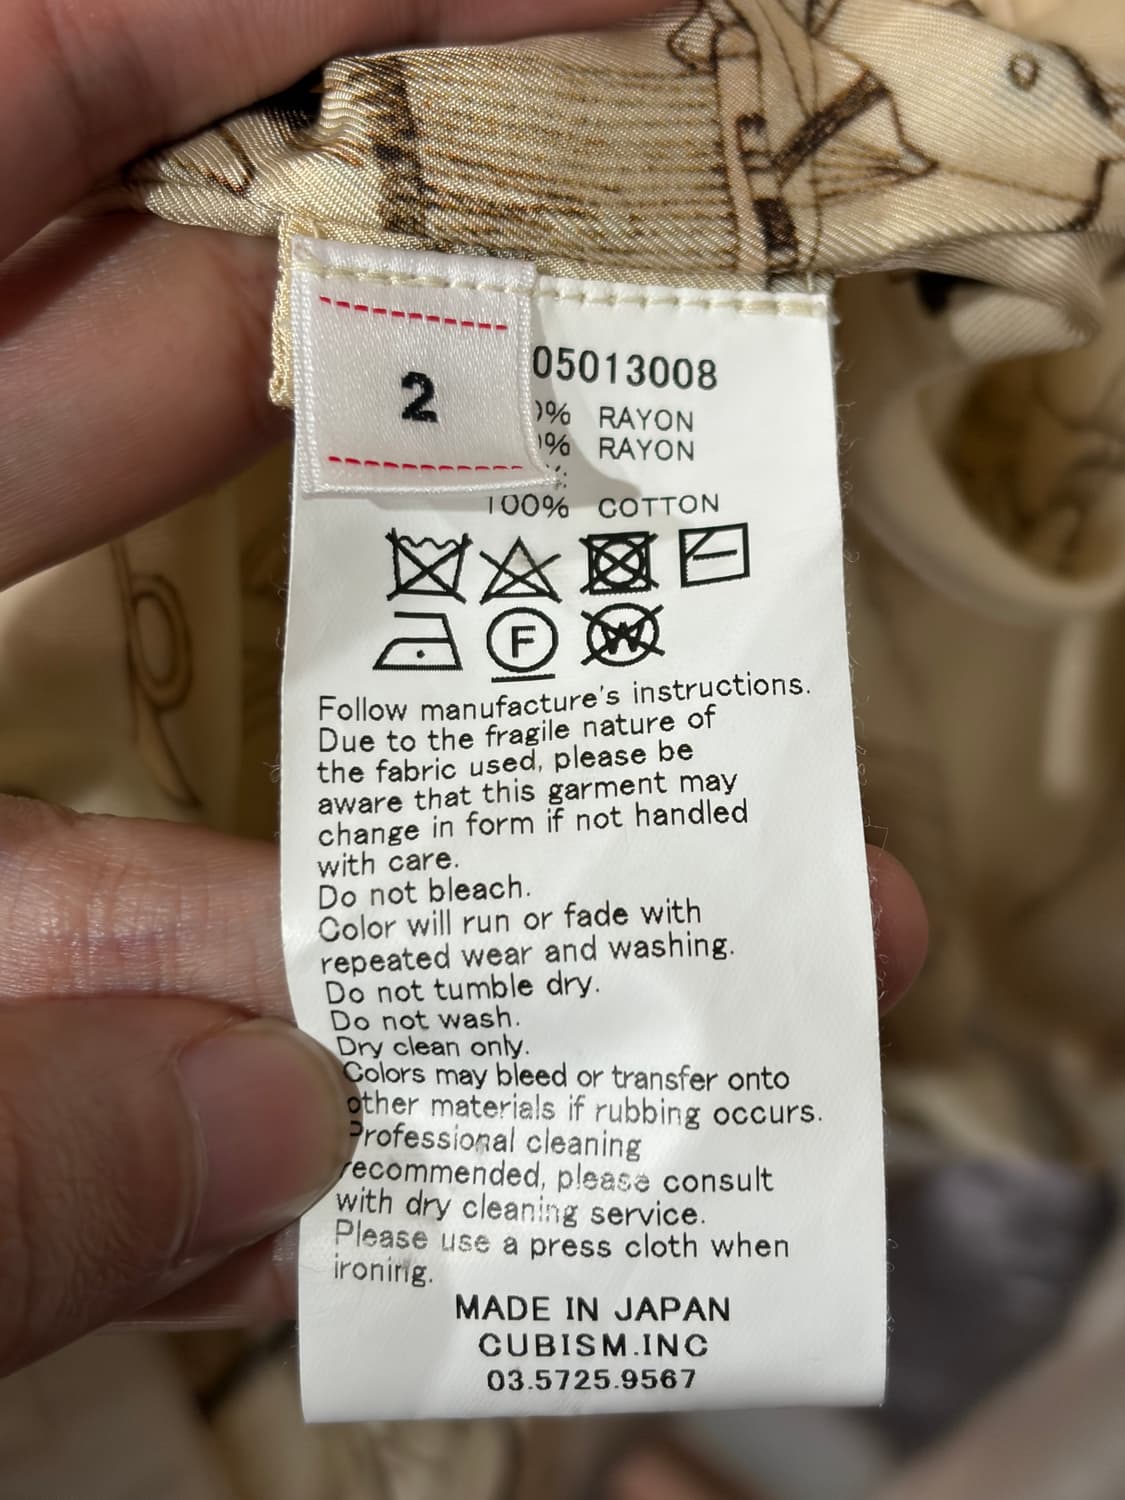 2
05013008
% RAYON
% RAYON
100% COTTON
F
W
Follow manufacture's instructions.
Due to the fragile nature of
the fabric used, please be
aware that this garment may
change in form if not handled
with care.
Do not bleach.
Color will run or fade with
repeated wear and washing.
Do not tumble dry.
Do not wash.
Dry clean only.
Colors may bleed or transfer onto
other materials if rubbing occurs.
Professional cleaning
recommended, please consult
with dry cleaning service.
Please use a press cloth when
ironing.
MADE IN JAPAN
CUBISM.INC
03.5725.9567